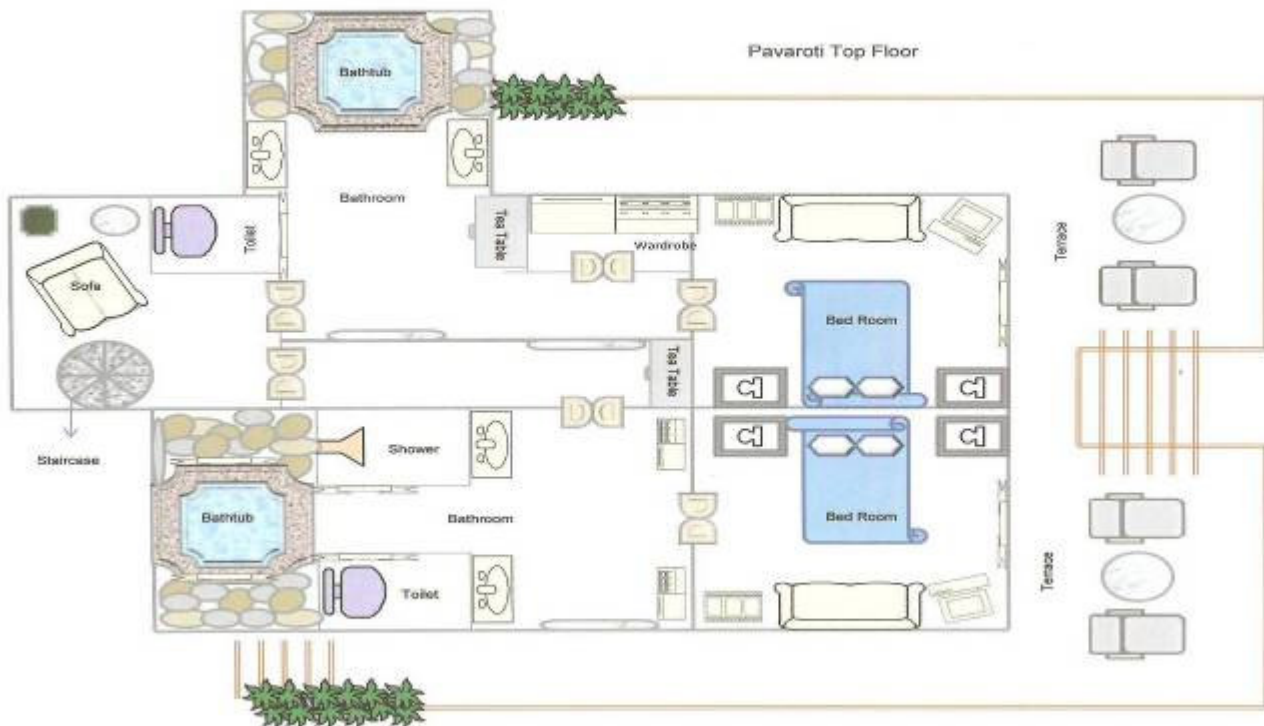 Pavaroti Top Floor
Bathtub
Bathroom
Toilet
Tea Table
Wardrobe
Terrace
Sofa
Bed Room
Tea Table
Staircase
Shower
Bathtub
Bathroom
Bed Room
Toilet
Terrace